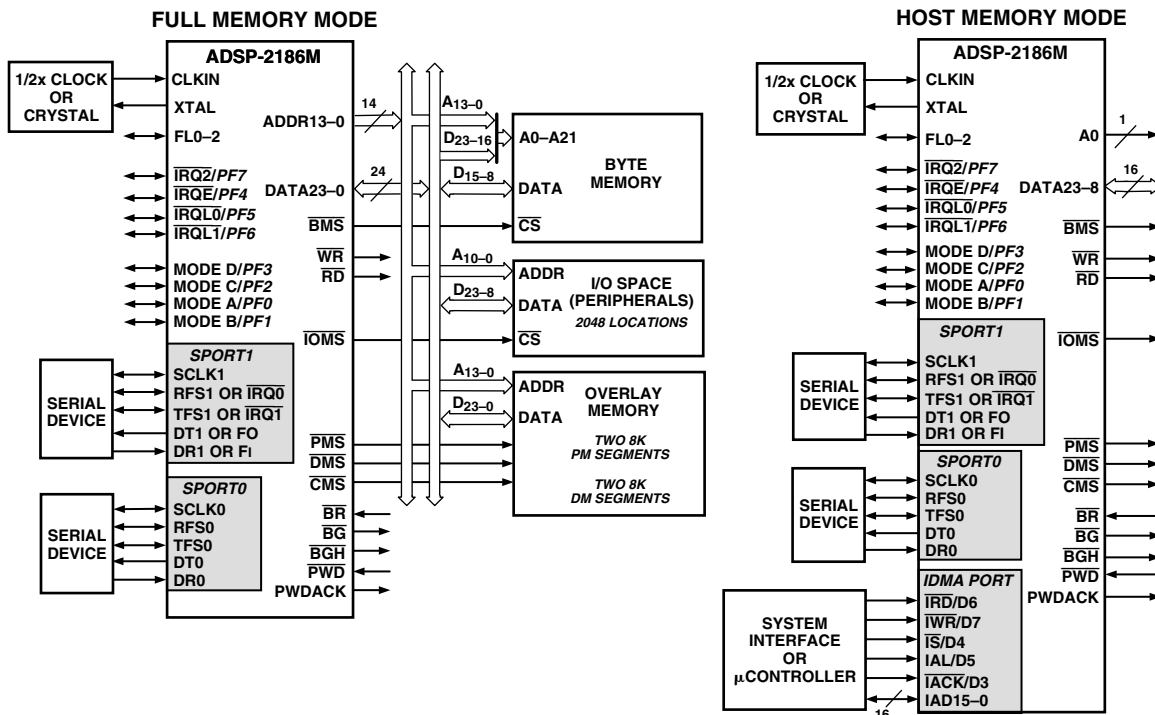 FULL MEMORY MODE
ADSP-2186M
1/2x CLOCK
OR
CRYSTAL
CLKIN
XTAL
FL0–2
IRQ2/PF7
IRQE/PF4
IRQL0/PF5
IRQL1/PF6
MODE D/PF3
MODE C/PF2
MODE A/PF0
MODE B/PF1
SERIAL
DEVICE
SPORT1
SCLK1
RFS1 OR IRQ0
TFS1 OR IRQ1
DT1 OR FO
DR1 OR FI
SERIAL
DEVICE
SPORT0
SCLK0
RFS0
TFS0
DT0
DR0
14
ADDR13–0
24
DATA23–0
BMS
WR
RD
IOMS
PMS
DMS
CMS
BR
BG
BGH
PWD
PWDACK
A13–0
D23–16
D15–8
A0–A21
DATA
CS
BYTE
MEMORY
A10–0
D23–8
ADDR
DATA
CS
I/O SPACE
(PERIPHERALS)
2048 LOCATIONS
A13–0
D23–0
ADDR
DATA
OVERLAY
MEMORY
TWO 8K
PM SEGMENTS
TWO 8K
DM SEGMENTS
HOST MEMORY MODE
ADSP-2186M
1/2x CLOCK
OR
CRYSTAL
CLKIN
XTAL
FL0–2
IRQ2/PF7
IRQE/PF4
IRQL0/PF5
IRQL1/PF6
MODE D/PF3
MODE C/PF2
MODE A/PF0
MODE B/PF1
SERIAL
DEVICE
SPORT1
SCLK1
RFS1 OR IRQ0
TFS1 OR IRQ1
DT1 OR FO
DR1 OR FI
SERIAL
DEVICE
SPORT0
SCLK0
RFS0
TFS0
DT0
DR0
SYSTEM
INTERFACE
OR
μCONTROLLER
IDMA PORT
IRD/D6
IWR/D7
IS/D4
IAL/D5
IACK/D3
IAD15–0
16
1
A0
16
DATA23–8
BMS
WR
RD
IOMS
PMS
DMS
CMS
BR
BG
BGH
PWD
PWDACK